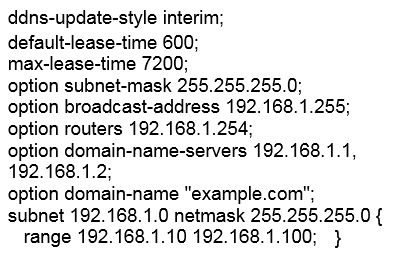 ddns-update-style interim;
default-lease-time 600;
max-lease-time 7200;
option subnet-mask 255.255.255.0;
option broadcast-address 192.168.1.255;
option routers 192.168.1.254;
option domain-name-servers 192.168.1.1,
192.168.1.2;
option domain-name "example.com";
subnet 192.168.1.0 netmask 255.255.255.0 {
   range 192.168.1.10 192.168.1.100;   }